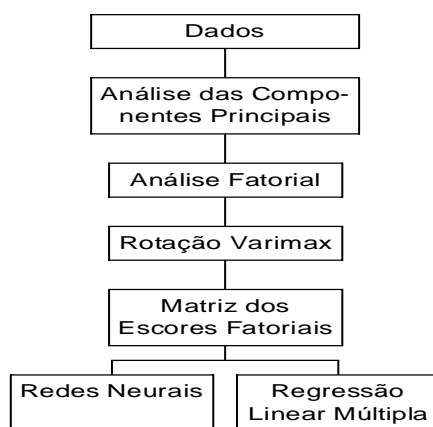 Dados
Análise das Compo-
nentes Principais
Análise Fatorial
Rotação Varimax
Matriz dos
Escores Fatoriais
Redes Neurais
Regressão
Linear Múltipla